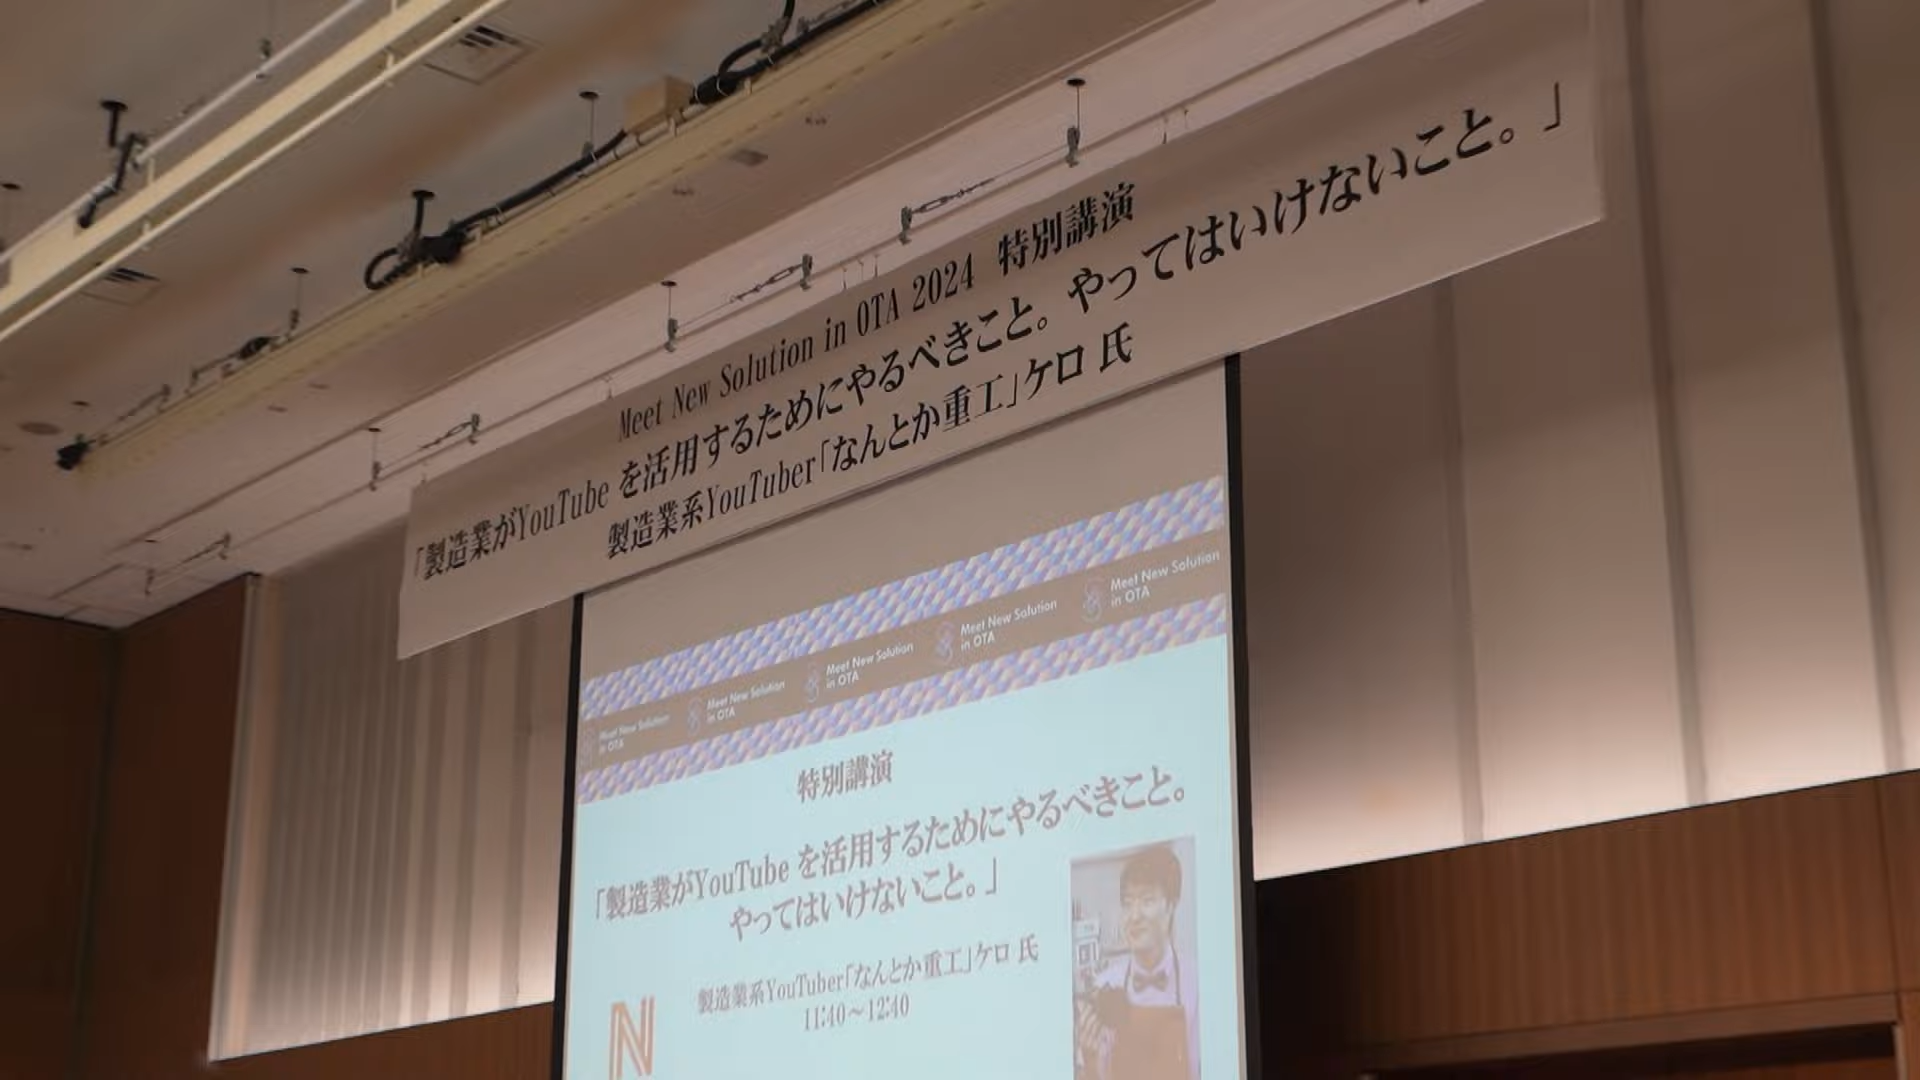 Meet New Solution in OTA 2024 特別講演
「製造業がYouTube を活用するためにやるべきこと。やってはいけないこと。」
製造業系YouTuber「なんとか重工」ケロ 氏
Meet New Solution
in OTA
Meet New Solution
in OTA
Meet New Solution
in OTA
Meet New Solution
in OTA
Meet New Solution
in OTA
特別講演
「製造業がYouTube を活用するためにやるべきこと。
やってはいけないこと。」
製造業系YouTuber「なんとか重工」ケロ 氏
11:40～12:40
N